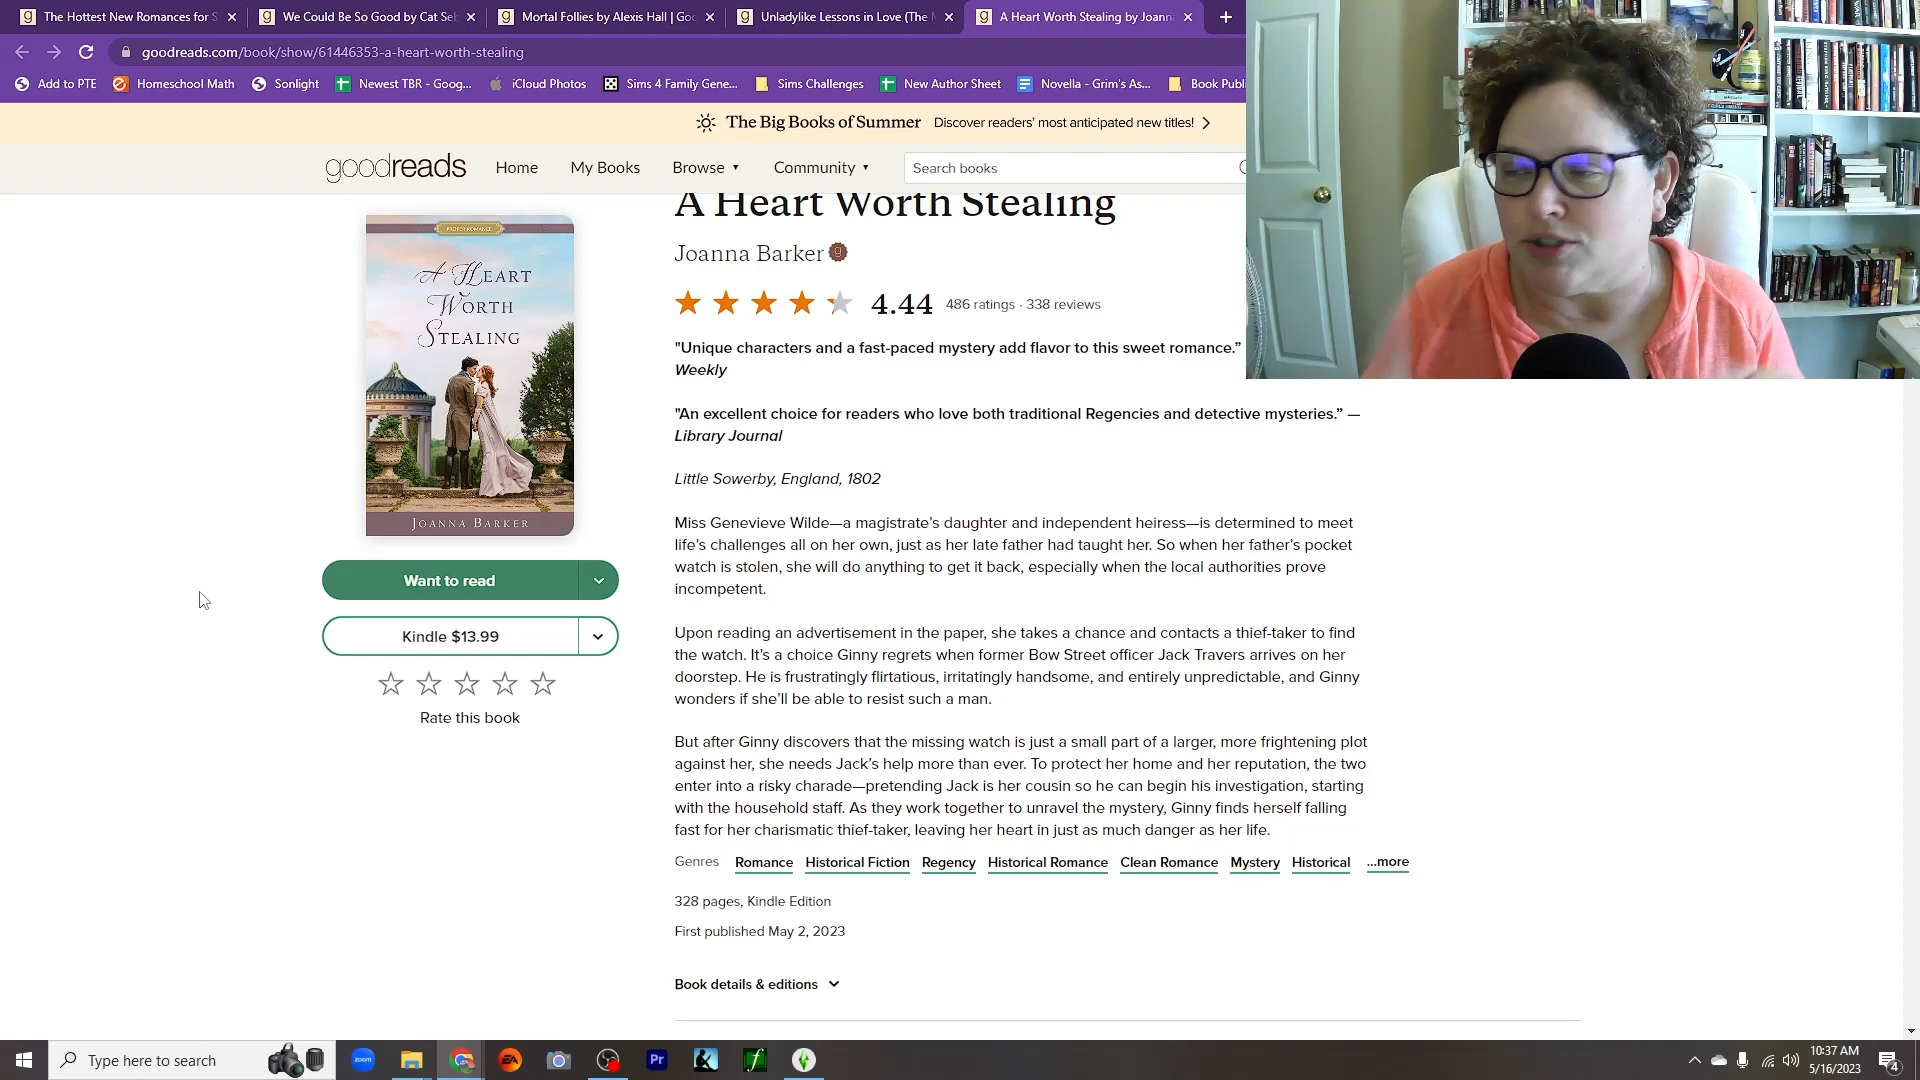 The Hottest New Romances for S
We Could Be So Good by Cat Seb
Mortal Follies by Alexis Hall | Goo
Unladylike Lessons in Love (The M
A Heart Worth Stealing by Joann
goodreads.com/book/show/61446353-a-heart-worth-stealing
Add to PTE
Homeschool Math
Sonlight
Newest TBR - Goog...
iCloud Photos
Sims 4 Family Gene...
Sims Challenges
New Author Sheet
Novella - Grim's As...
Book Publ
The Big Books of Summer Discover readers' most anticipated new titles!
goodreads Home My Books Browse Community Search books
A Heart Worth Stealing
Joanna Barker
4.44 486 ratings · 338 reviews
"Unique characters and a fast-paced mystery add flavor to this sweet romance.”
Weekly
"An excellent choice for readers who love both traditional Regencies and detective mysteries.” —
Library Journal
Little Sowerby, England, 1802
Miss Genevieve Wilde—a magistrate’s daughter and independent heiress—is determined to meet
life’s challenges all on her own, just as her late father had taught her. So when her father’s pocket
watch is stolen, she will do anything to get it back, especially when the local authorities prove
incompetent.
Upon reading an advertisement in the paper, she takes a chance and contacts a thief-taker to find
the watch. It’s a choice Ginny regrets when former Bow Street officer Jack Travers arrives on her
doorstep. He is frustratingly flirtatious, irritatingly handsome, and entirely unpredictable, and Ginny
wonders if she’ll be able to resist such a man.
But after Ginny discovers that the missing watch is just a small part of a larger, more frightening plot
against her, she needs Jack’s help more than ever. To protect her home and her reputation, the two
enter into a risky charade—pretending Jack is her cousin so he can begin his investigation, starting
with the household staff. As they work together to unravel the mystery, Ginny finds herself falling
fast for her charismatic thief-taker, leaving her heart in just as much danger as her life.
Genres Romance Historical Fiction Regency Historical Romance Clean Romance Mystery Historical ...more
328 pages, Kindle Edition
First published May 2, 2023
Book details & editions
PROPER ROMANCE
A HEART
WORTH
STEALING
JOANNA BARKER
Want to read
Kindle $13.99
Rate this book
Type here to search
zoom
EA
Pr
10:37 AM
5/16/2023
4